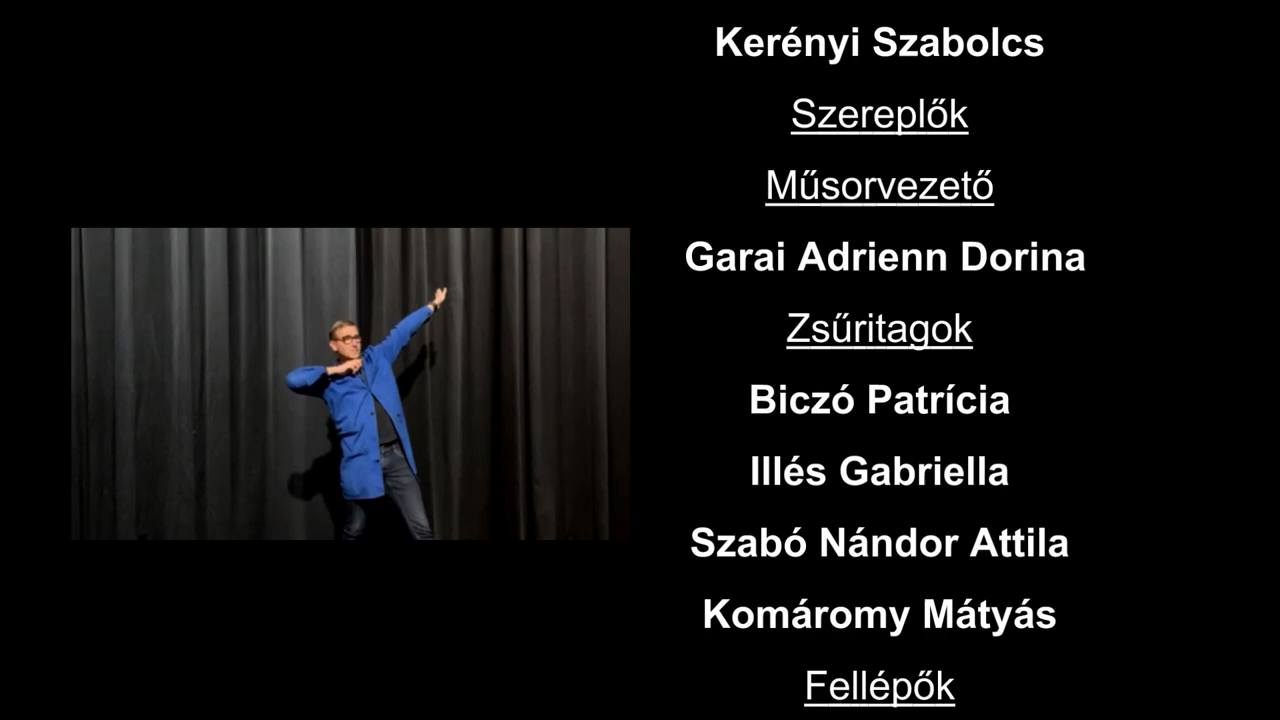 Kerényi Szabolcs
Szereplők
Műsorvezető
Garai Adrienn Dorina
Zsűritagok
Biczó Patrícia
Illés Gabriella
Szabó Nándor Attila
Komáromy Mátyás
Fellépők